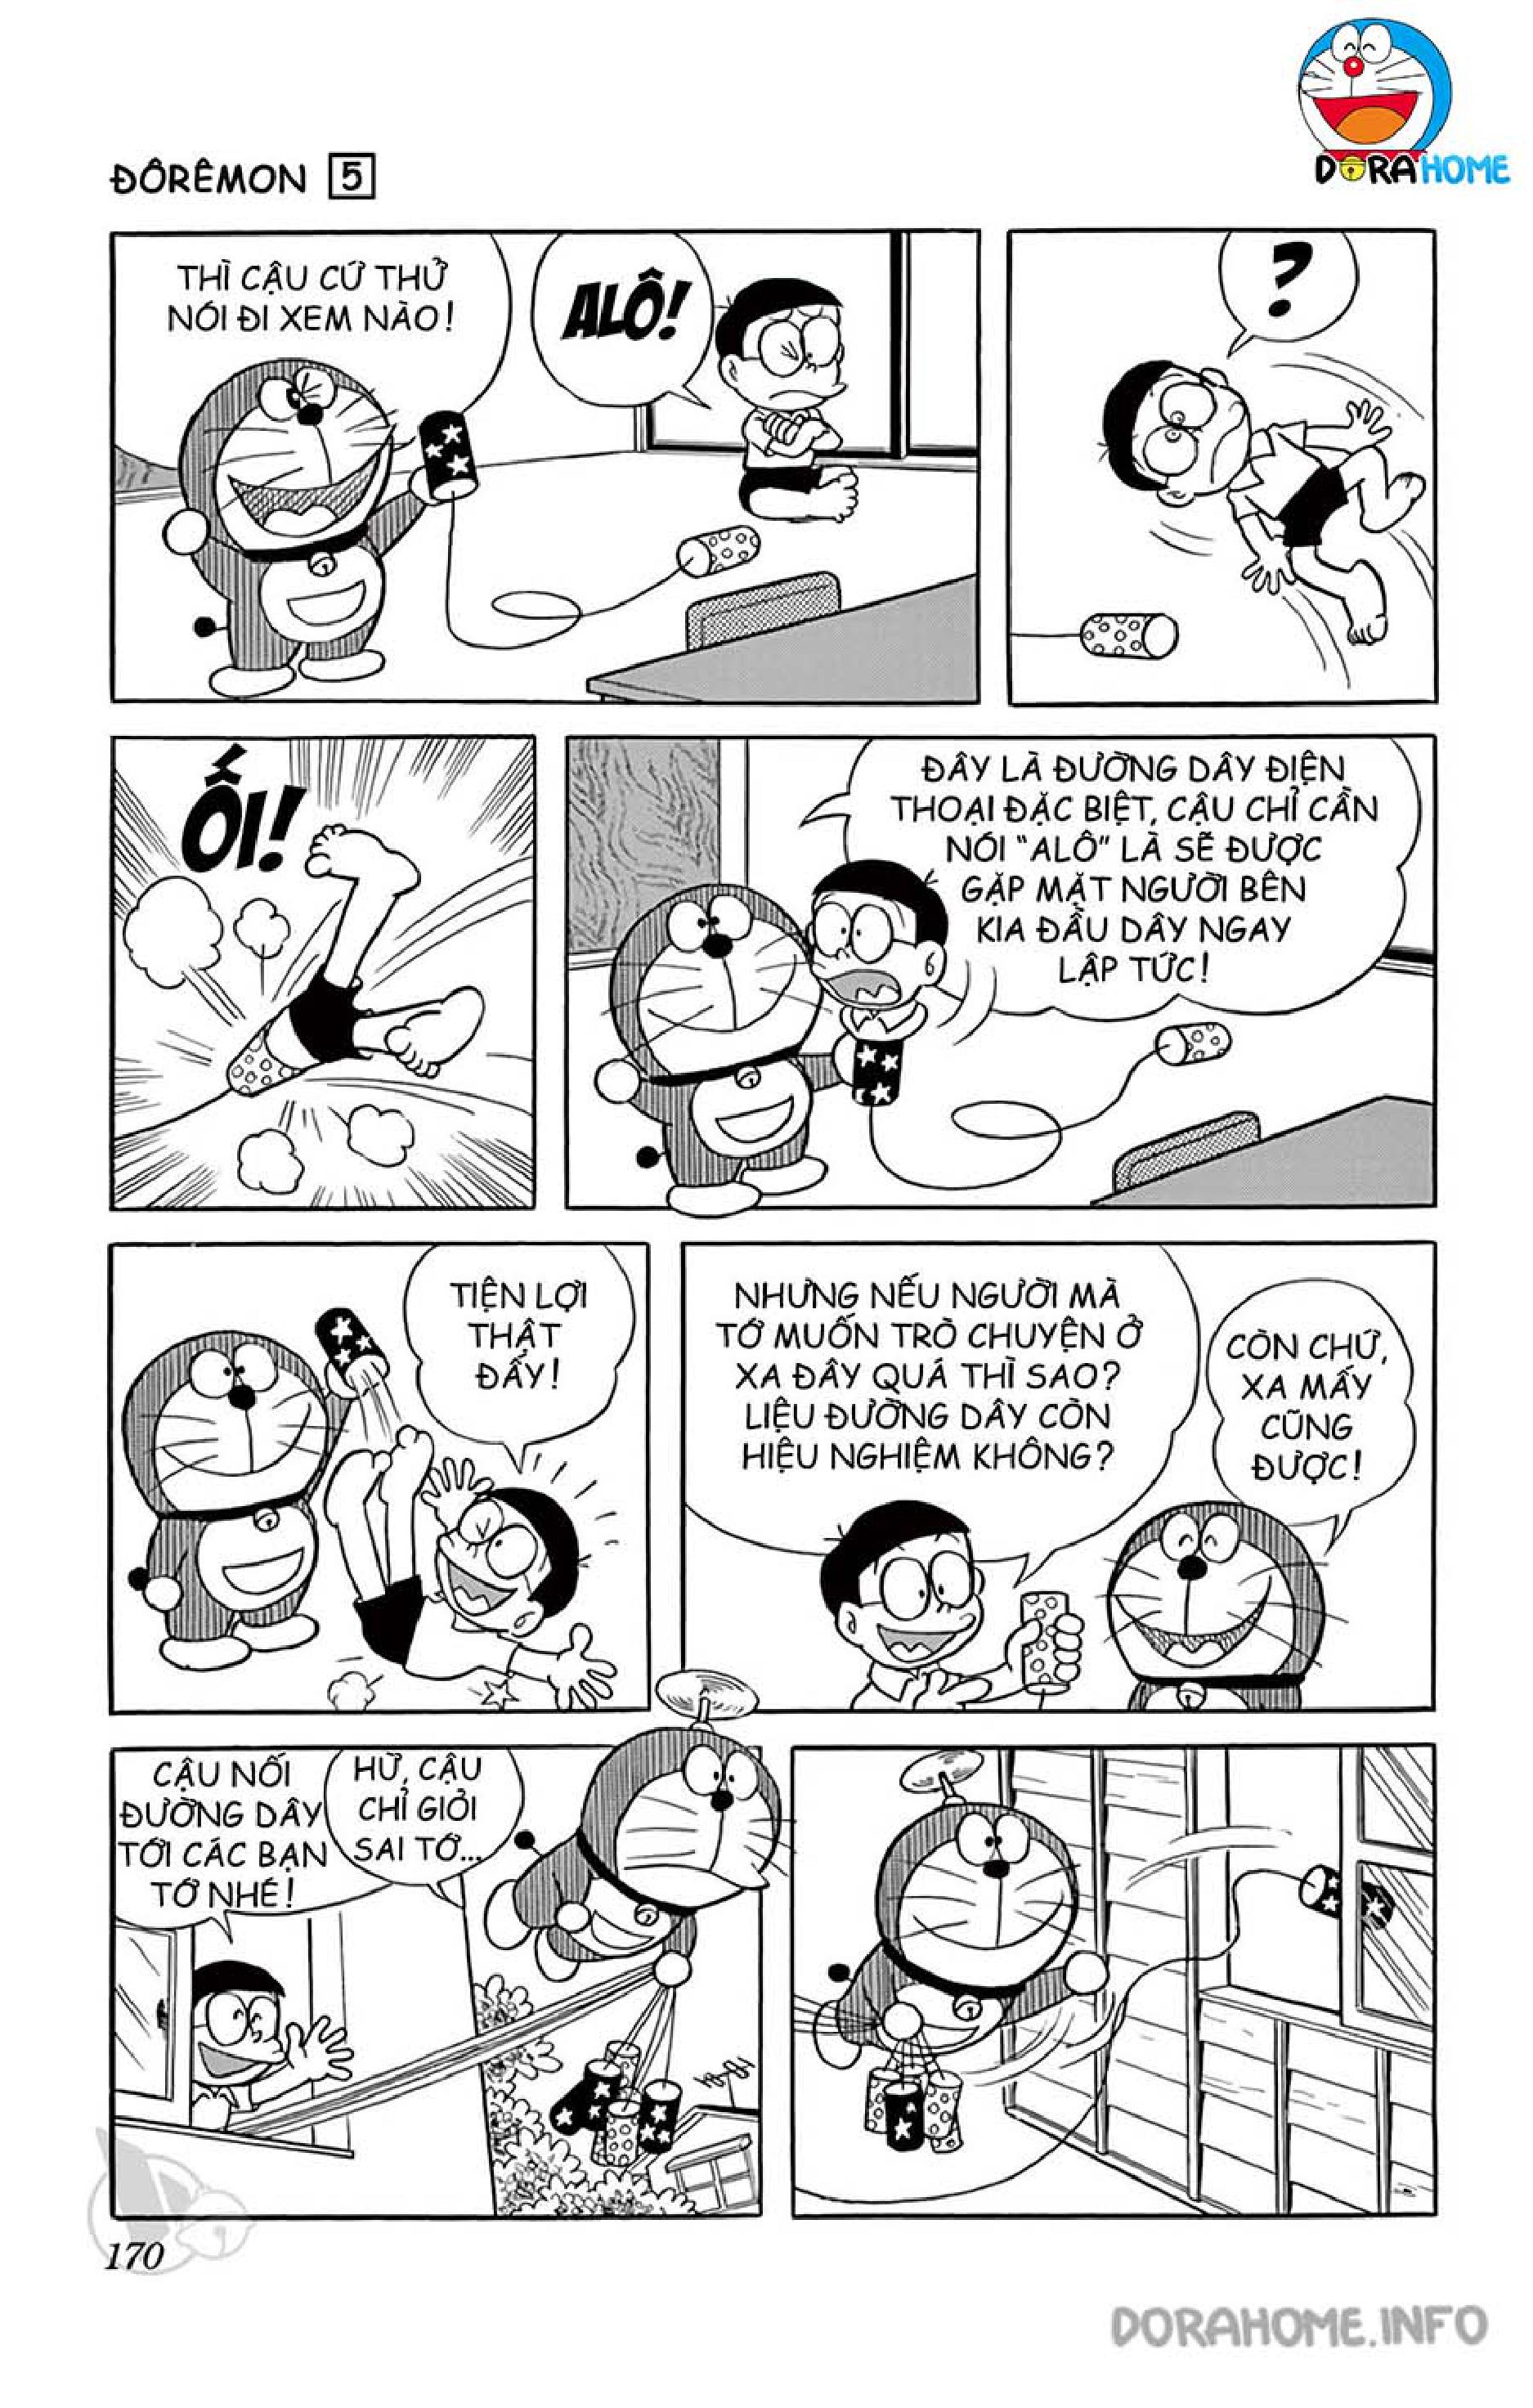 DORAHOME
ĐÔRÊMON 5
THÌ CẬU CỨ THỬ
NÓI ĐI XEM NÀO!
ALÔ!
?
ỐI!
ĐÂY LÀ ĐƯỜNG DÂY ĐIỆN
THOẠI ĐẶC BIỆT, CẬU CHỈ CẦN
NÓI "ALÔ" LÀ SẼ ĐƯỢC
GẶP MẶT NGƯỜI BÊN
KIA ĐẦU DÂY NGAY
LẬP TỨC!
TIỆN LỢI
THẬT
ĐẤY!
NHƯNG NẾU NGƯỜI MÀ
TỚ MUỐN TRÒ CHUYỆN Ở
XA ĐÂY QUÁ THÌ SAO?
LIỆU ĐƯỜNG DÂY CÒN
HIỆU NGHIỆM KHÔNG?
CÒN CHỨ,
XA MẤY
CŨNG
ĐƯỢC!
CẬU NỐI
ĐƯỜNG DÂY
TỚI CÁC BẠN
TỚ NHÉ!
HỪ, CẬU
CHỈ GIỎI
SAI TỚ...
170
DORAHOME.INFO